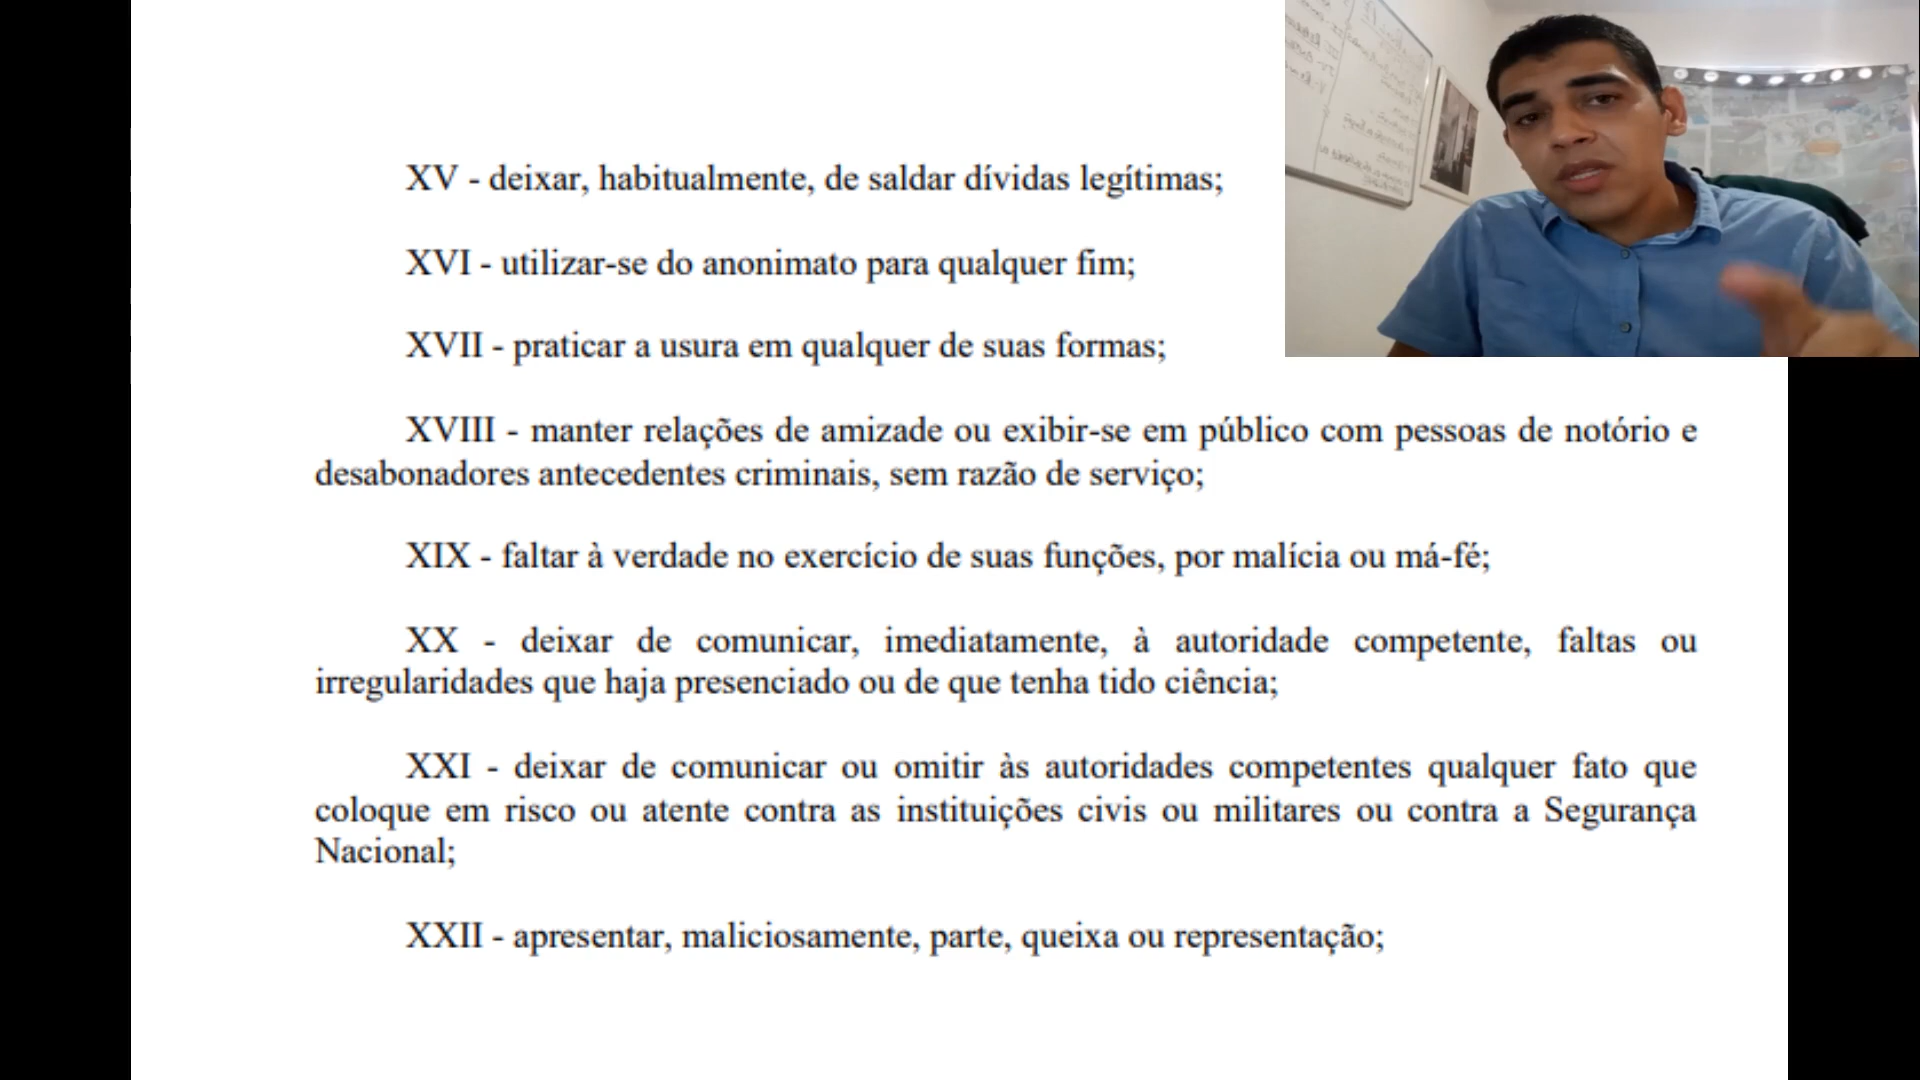 XV - deixar, habitualmente, de saldar dívidas legítimas;
XVI - utilizar-se do anonimato para qualquer fim;
XVII - praticar a usura em qualquer de suas formas;
XVIII - manter relações de amizade ou exibir-se em público com pessoas de notório e
desabonadores antecedentes criminais, sem razão de serviço;
XIX - faltar à verdade no exercício de suas funções, por malícia ou má-fé;
XX - deixar de comunicar, imediatamente, à autoridade competente, faltas ou
irregularidades que haja presenciado ou de que tenha tido ciência;
XXI - deixar de comunicar ou omitir às autoridades competentes qualquer fato que
coloque em risco ou atente contra as instituições civis ou militares ou contra a Segurança
Nacional;
XXII - apresentar, maliciosamente, parte, queixa ou representação;